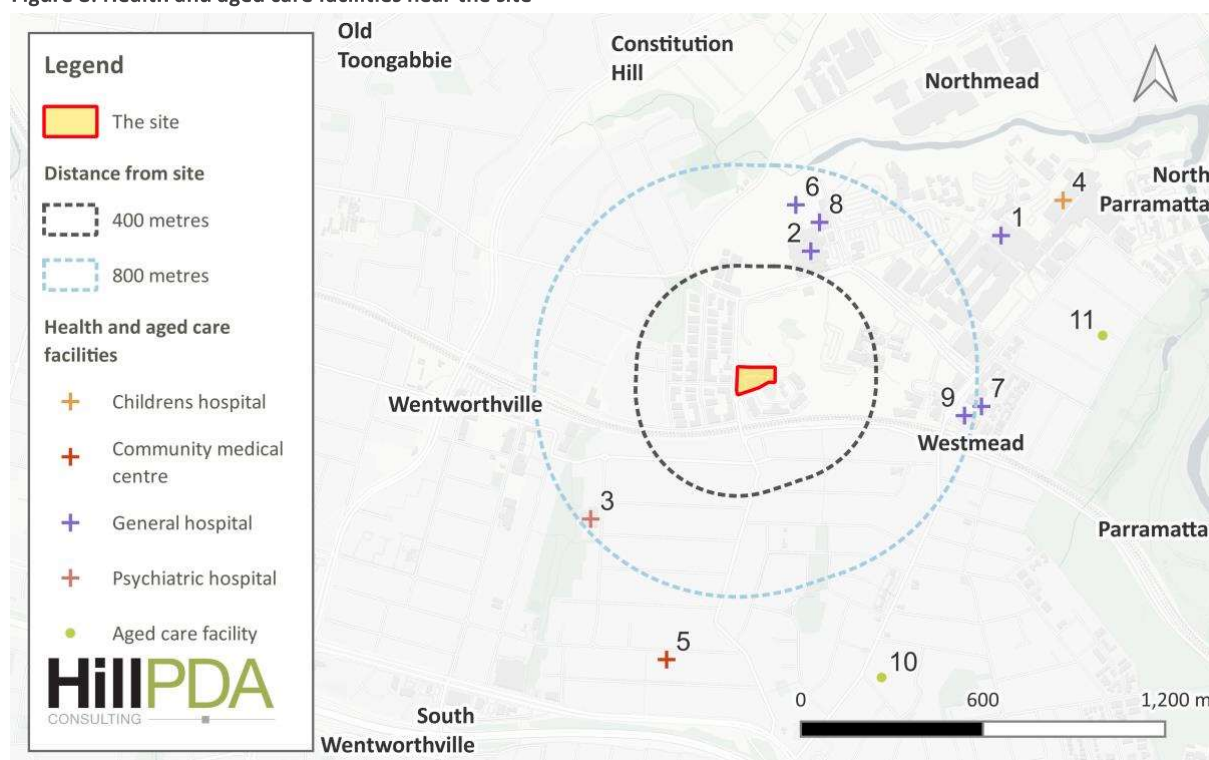 Figure 8: Health and aged care facilities near the site
Legend
The site
Distance from site
400 metres
800 metres
Health and aged care
facilities
Childrens hospital
Community medical
centre
General hospital
Psychiatric hospital
Aged care facility
HillPDA
CONSULTING
Old
Toongabbie
Constitution
Hill
Northmead
North
Parramatta
4
6
8
1
2
11
Wentworthville
7
9
Westmead
3
Parramatta
5
10
0
600
1,200 m
South
Wentworthville